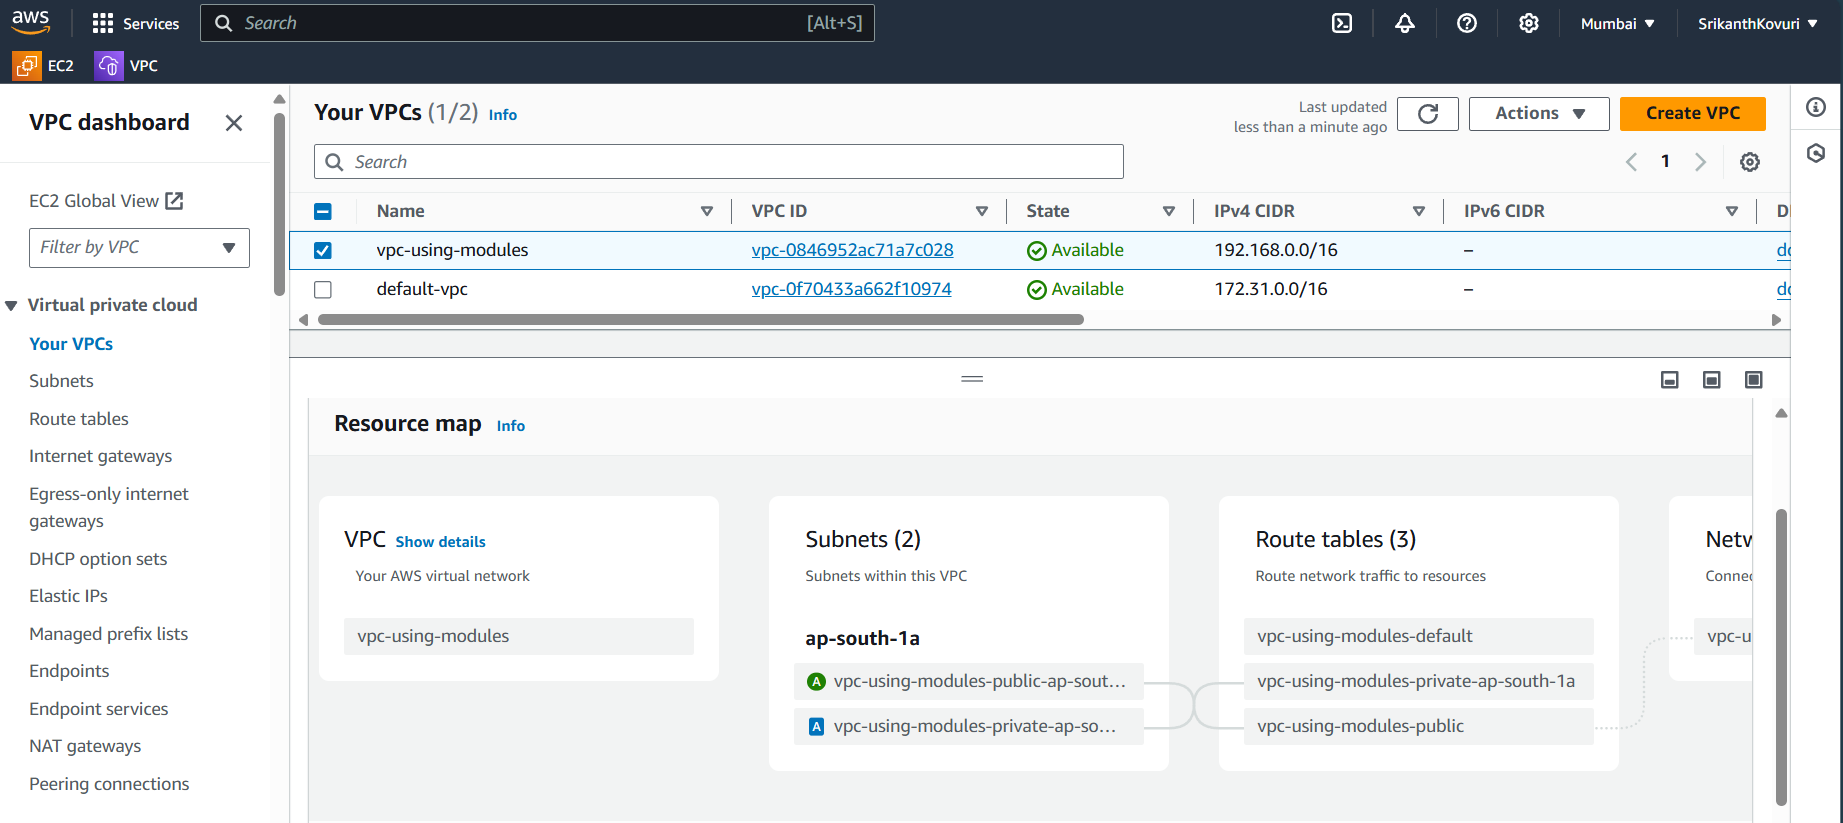 aws
Services
Search
[Alt+S]
Mumbai
SrikanthKovuri
EC2
VPC
VPC dashboard
EC2 Global View
Filter by VPC
Virtual private cloud
Your VPCs
Subnets
Route tables
Internet gateways
Egress-only internet
gateways
DHCP option sets
Elastic IPs
Managed prefix lists
Endpoints
Endpoint services
NAT gateways
Peering connections
Your VPCs (1/2) Info
Last updated
less than a minute ago
Actions
Create VPC
Search
1
Name VPC ID State IPv4 CIDR IPv6 CIDR
vpc-using-modules vpc-0846952ac71a7c028 Available 192.168.0.0/16 –
default-vpc vpc-0f70433a662f10974 Available 172.31.0.0/16 –
Resource map Info
VPC Show details
Your AWS virtual network
vpc-using-modules
Subnets (2)
Subnets within this VPC
ap-south-1a
A vpc-using-modules-public-ap-sout...
A vpc-using-modules-private-ap-so...
Route tables (3)
Route network traffic to resources
vpc-using-modules-default
vpc-using-modules-private-ap-south-1a
vpc-using-modules-public